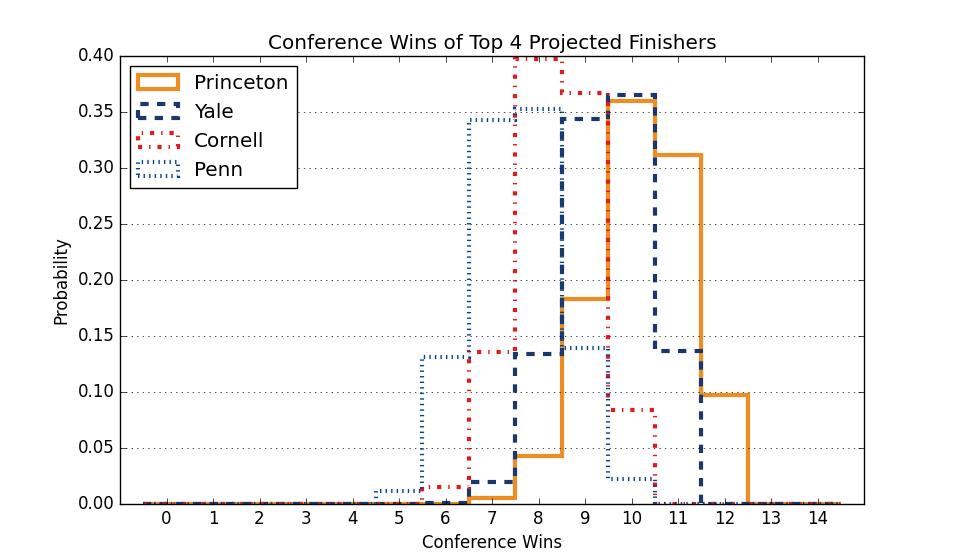 Conference Wins of Top 4 Projected Finishers
Princeton
Yale
Cornell
Penn
0.40
0.35
0.30
0.25
0.20
0.15
0.10
0.05
0.00
Probability
0 1 2 3 4 5 6 7 8 9 10 11 12 13 14
Conference Wins